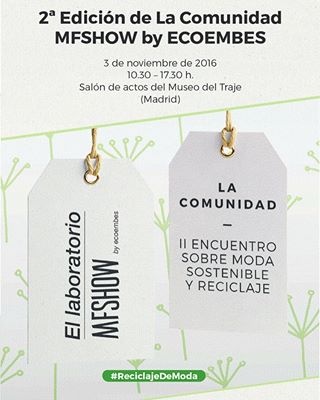 2ª Edición de La Comunidad
MFSHOW by ECOEMBES
3 de noviembre de 2016
10.30 – 17.30 h.
Salón de actos del Museo del Traje
(Madrid)
El laboratorio
MFSHOW
by ecoembes
LA
COMUNIDAD
–
II ENCUENTRO
SOBRE MODA
SOSTENIBLE
Y RECICLAJE
#ReciclajeDeModa